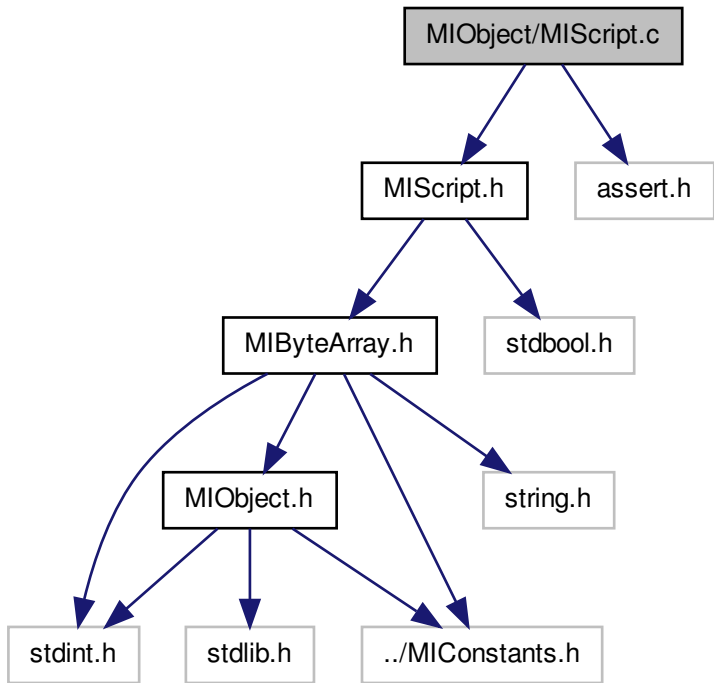 MIObject/MIScript.c
MIScript.h
assert.h
MIByteArray.h
stdbool.h
MIObject.h
string.h
stdint.h
stdlib.h
../MIConstants.h